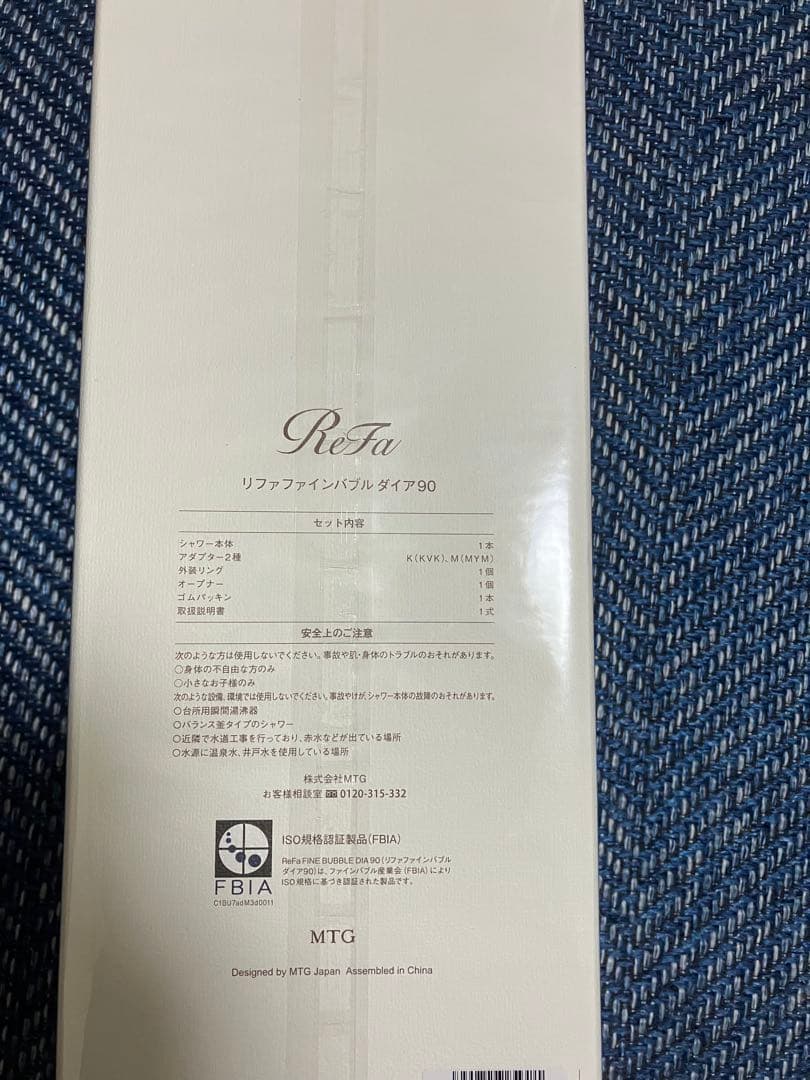 ReFa
リファファインバブル ダイア90
セット内容
シャワー本体 1本
アダプター2種 K(KVK)、M(MYM)
外装リング 1個
オープナー 1個
ゴムパッキン 1本
取扱説明書 1式
安全上のご注意
次のような方は使用しないでください。事故や肌・身体のトラブルのおそれがあります。
○身体の不自由な方のみ
○小さなお子様のみ
次のような設備、環境では使用しないでください。事故やけが、シャワー本体の故障のおそれがあります。
○台所用瞬間湯沸器
○バランス釜タイプのシャワー
○近隣で水道工事を行っており、赤水などが出ている場所
○水源に温泉水、井戸水を使用している場所
株式会社MTG
お客様相談室 0120-315-332
ISO規格認証製品(FBIA)
ReFa FINE BUBBLE DIA 90(リファファインバブル
ダイア90)は、ファインバブル産業会(FBIA)により
ISO規格に基づき認証された製品です。
FBIA
C1BU7adM3d0011
MTG
Designed by MTG Japan Assembled in China